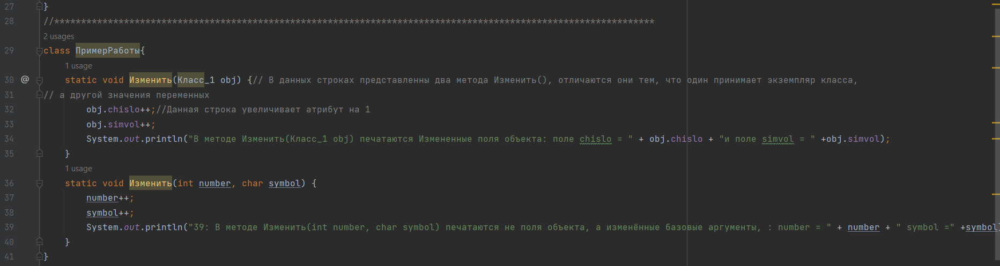 27 }
28 //****************************************************************************************************************
2 usages
29 class ПримерРаботы{
1 usage
30 @ static void Изменить(Класс_1 obj) {// В данных строках представленны два метода Изменить(), отличаются они тем, что один принимает экземпляр класса,
31 // а другой значения переменных
32 obj.chislo++;//Данная строка увеличивает атрибут на 1
33 obj.simvol++;
34 System.out.println("В методе Изменить(Класс_1 obj) печатаются Измененные поля объекта: поле chislo = " + obj.chislo + "и поле simvol = " +obj.simvol);
35 }
1 usage
36 static void Изменить(int number, char symbol) {
37 number++;
38 symbol++;
39 System.out.println("39: В методе Изменить(int number, char symbol) печатаются не поля объекта, а изменённые базовые аргументы, : number = " + number + " symbol =" +symbol)
40 }
41 }